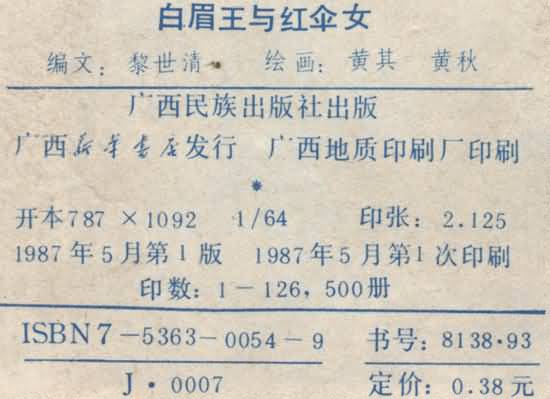 白眉王与红伞女
编文：黎世清 绘画：黄其 黄秋
广西民族出版社出版
广西新华书店发行 广西地质印刷厂印刷
*
开本787×1092 1/64 印张：2.125
1987年5月第1版 1987年5月第1次印刷
印数：1－126，500册
ISBN7－5363－0054－9 书号：8138·93
J·0007 定价：0.38元